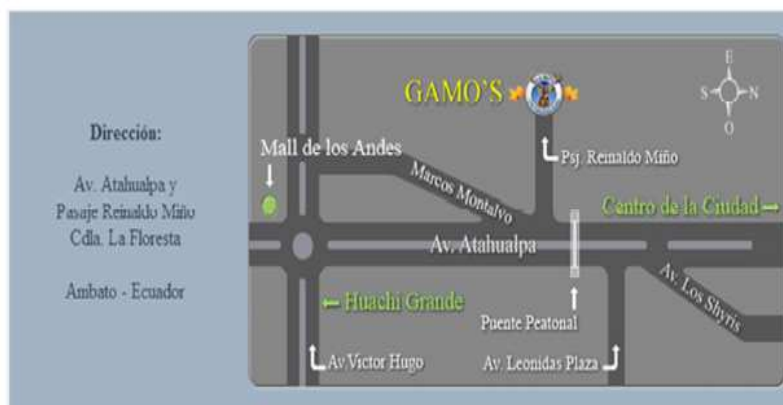 Dirección:
Av. Atahualpa y
Pasaje Reinaldo Miño
Cdla. La Floresta
Ambato - Ecuador
GAMO'S
E
S
N
O
Mall de los Andes
Psj. Reinaldo Miño
Marcos Montalvo
Centro de la Ciudad
Av. Atahualpa
Av. Los Shyris
Huachi Grande
Puente Peatonal
Av. Victor Hugo
Av. Leonidas Plaza